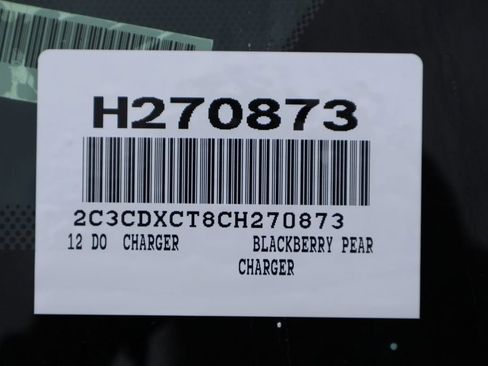 H270873
2C3CDXCT8CH270873
12 DO CHARGER BLACKBERRY PEAR
CHARGER